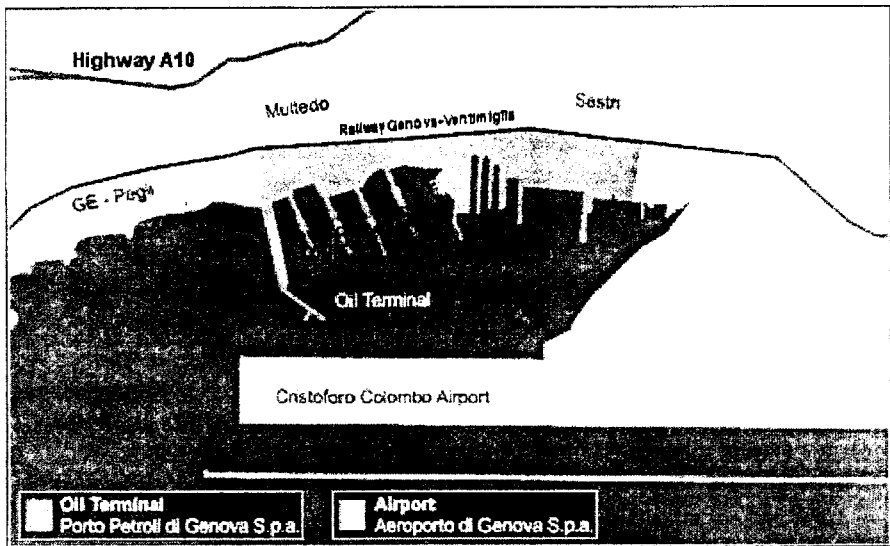 Highway A10
Multedo
Sestri
Railway Genova-Ventimiglia
GE - Pegli
Oil Terminal
Cristoforo Colombo Airport
Oil Terminal
Porto Petroli di Genova S.p.a.
Airport
Aeroporto di Genova S.p.a.